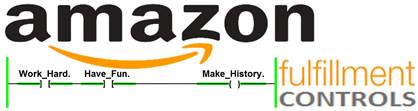 amazon
Work_Hard. Have_Fun. Make_History.
fulfillment
CONTROLS